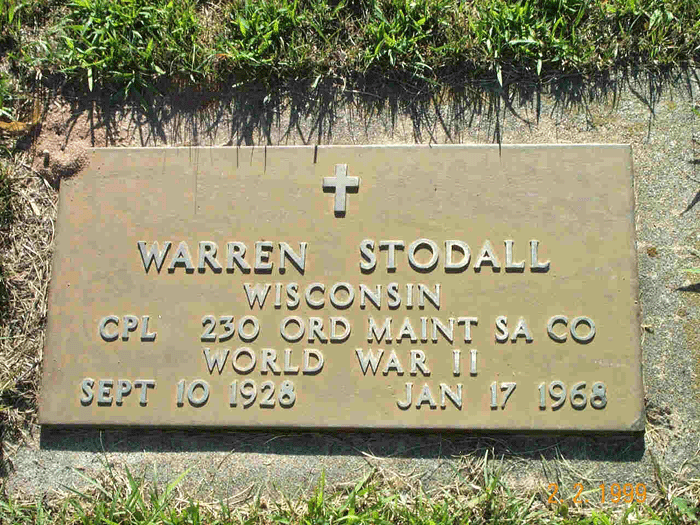 WARREN STODALL
WISCONSIN
CPL 230 ORD MAINT SA CO
WORLD WAR II
SEPT 10 1928 JAN 17 1968
2. 2. 1999